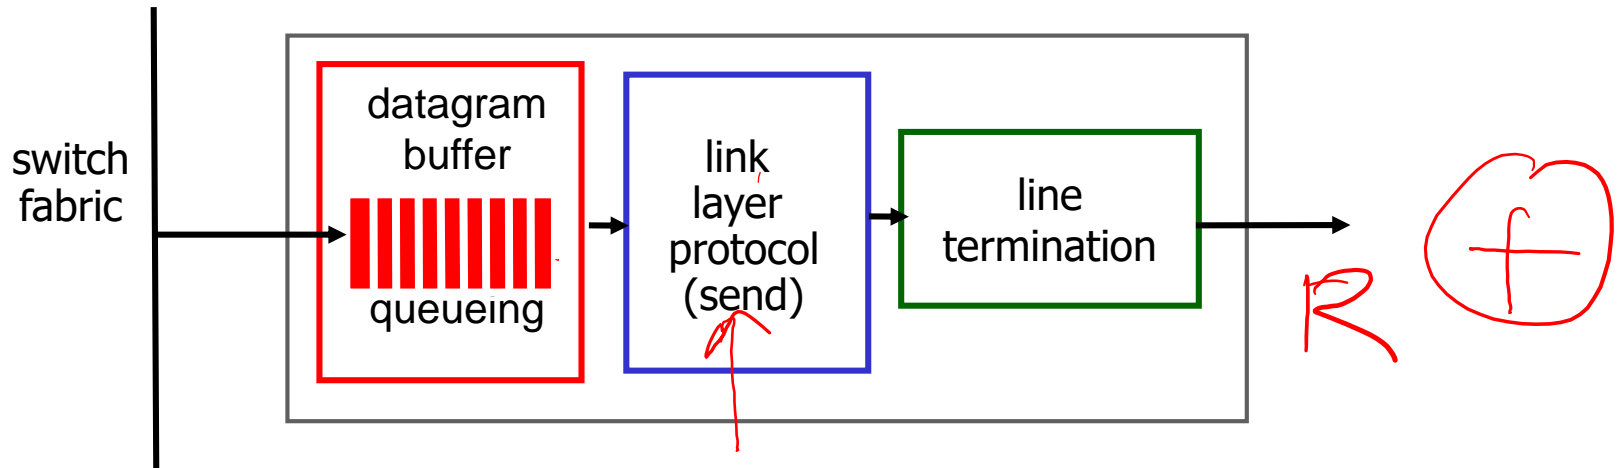 switch
fabric
datagram
buffer
queueing
link
layer
protocol
(send)
line
termination
R
f